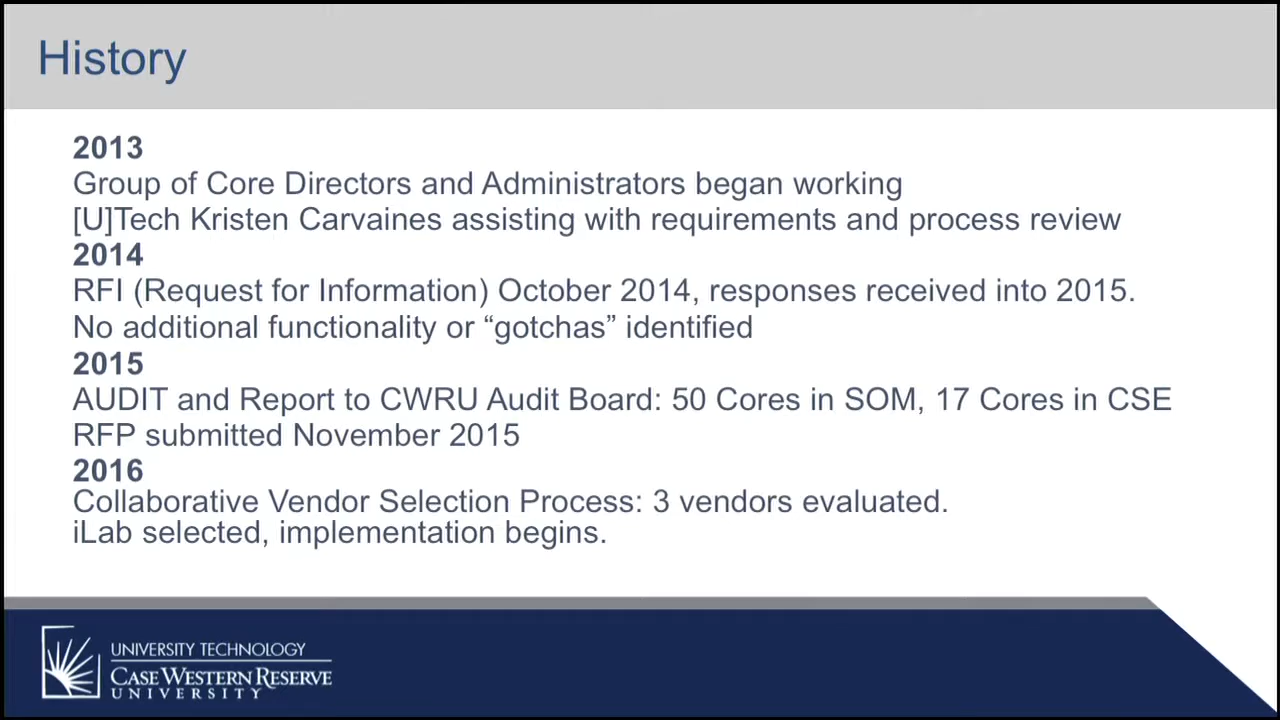 History
2013
Group of Core Directors and Administrators began working
[U]Tech Kristen Carvaines assisting with requirements and process review
2014
RFI (Request for Information) October 2014, responses received into 2015.
No additional functionality or “gotchas” identified
2015
AUDIT and Report to CWRU Audit Board: 50 Cores in SOM, 17 Cores in CSE
RFP submitted November 2015
2016
Collaborative Vendor Selection Process: 3 vendors evaluated.
iLab selected, implementation begins.
UNIVERSITY TECHNOLOGY
CASE WESTERN RESERVE
UNIVERSITY